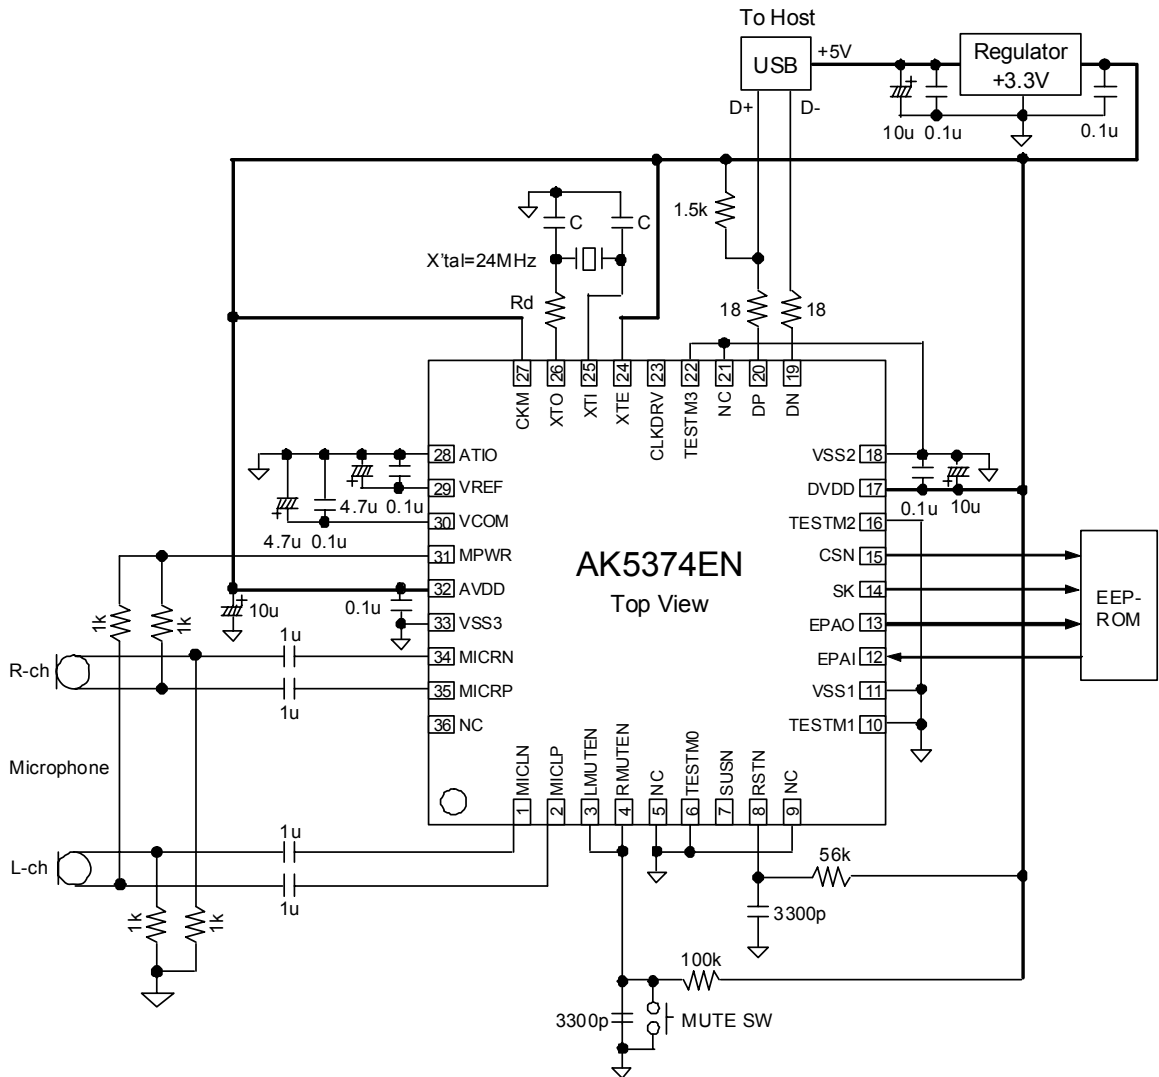 To Host
USB
+5V
Regulator
+3.3V
D+
D-
10u
0.1u
0.1u
1.5k
C
C
X'tal=24MHz
Rd
18
18
27
26
25
24
23
22
21
20
19
CKM
XTO
XTI
XTE
CLKDRV
TESTM3
NC
DP
DN
28 ATIO
29 VREF
30 VCOM
31 MPWR
32 AVDD
33 VSS3
34 MICRN
35 MICRP
36 NC
4.7u
0.1u
4.7u
0.1u
10u
0.1u
VSS2 18
DVDD 17
TESTM2 16
CSN 15
SK 14
EPAO 13
EPAI 12
VSS1 11
TESTM1 10
0.1u
10u
AK5374EN
Top View
EEP-
ROM
1k
1k
1u
1u
R-ch
Microphone
L-ch
1u
1u
1k
1k
MICLN
MICLP
LMUTEN
RMUTEN
NC
TESTM0
SUSN
RSTN
NC
1
2
3
4
5
6
7
8
9
56k
3300p
100k
3300p
MUTE SW